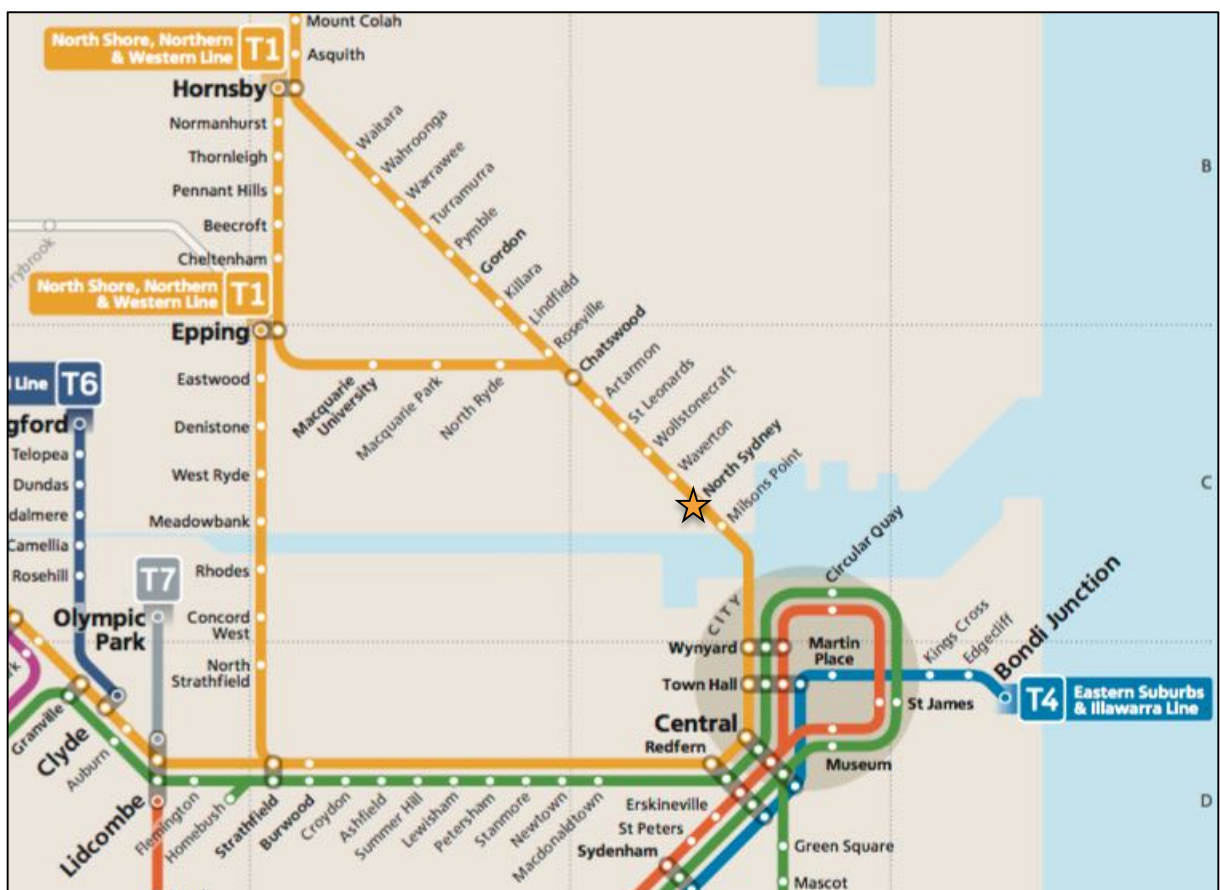 Mount Colah
North Shore, Northern
& Western Line
T1
Asquith
Hornsby
Normanhurst
Thornleigh
Pennant Hills
Beecroft
Cheltenham
Waitara
Wahroonga
Warrawee
Turramurra
Pymble
Gordon
Killara
Lindfield
Roseville
Chatswood
Artarmon
St Leonards
Wollstonecraft
Waverton
North Sydney
Milsons Point
B
rrybrook
North Shore, Northern
& Western Line
T1
Epping
Eastwood
Denistone
West Ryde
Meadowbank
Rhodes
Concord
West
North
Strathfield
Macquarie
University
Macquarie Park
North Ryde
l Line
T6
gford
Telopea
Dundas
dalmere
Camellia
Rosehill
T7
Olympic
Park
C
CITY
Circular Quay
Wynyard
Town Hall
Central
Redfern
Martin
Place
St James
Museum
Kings Cross
Edgecliff
Bondi Junction
T4
Eastern Suburbs
& Illawarra Line
rk
Granville
Clyde
Auburn
Lidcombe
Flemington
Homebush
Strathfield
Burwood
Croydon
Ashfield
Summer Hill
Lewisham
Petersham
Stanmore
Newtown
Macdonaldtown
Erskineville
St Peters
Sydenham
Green Square
Mascot
D